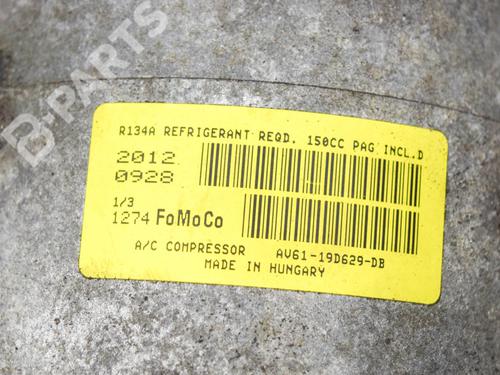 B-PARTS
R134A REFRIGERANT REQD. 150CC PAG INCL.D
2012
0928
1/3
1274 FoMoCo
A/C COMPRESSOR AV61-19D629-DB
MADE IN HUNGARY
B-PARTS